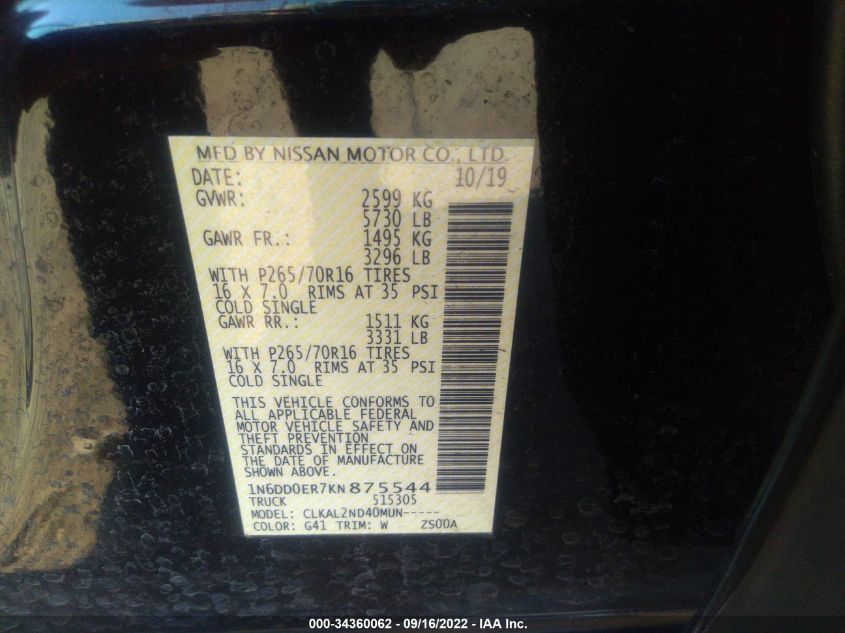 MFD BY NISSAN MOTOR CO., LTD.
DATE: 10/19
GVWR: 2599 KG
5730 LB
GAWR FR.: 1495 KG
3296 LB
WITH P265/70R16 TIRES
16 X 7.0 RIMS AT 35 PSI
COLD SINGLE
GAWR RR.: 1511 KG
3331 LB
WITH P265/70R16 TIRES
16 X 7.0 RIMS AT 35 PSI
COLD SINGLE
THIS VEHICLE CONFORMS TO
ALL APPLICABLE FEDERAL
MOTOR VEHICLE SAFETY AND
THEFT PREVENTION
STANDARDS IN EFFECT ON
THE DATE OF MANUFACTURE
SHOWN ABOVE.
1N6DD0ER7KN875544
TRUCK 515305
MODEL: CLKAL2ND40MUN-----
COLOR: G41 TRIM: W ZS00A
000-34360062 - 09/16/2022 - IAA Inc.